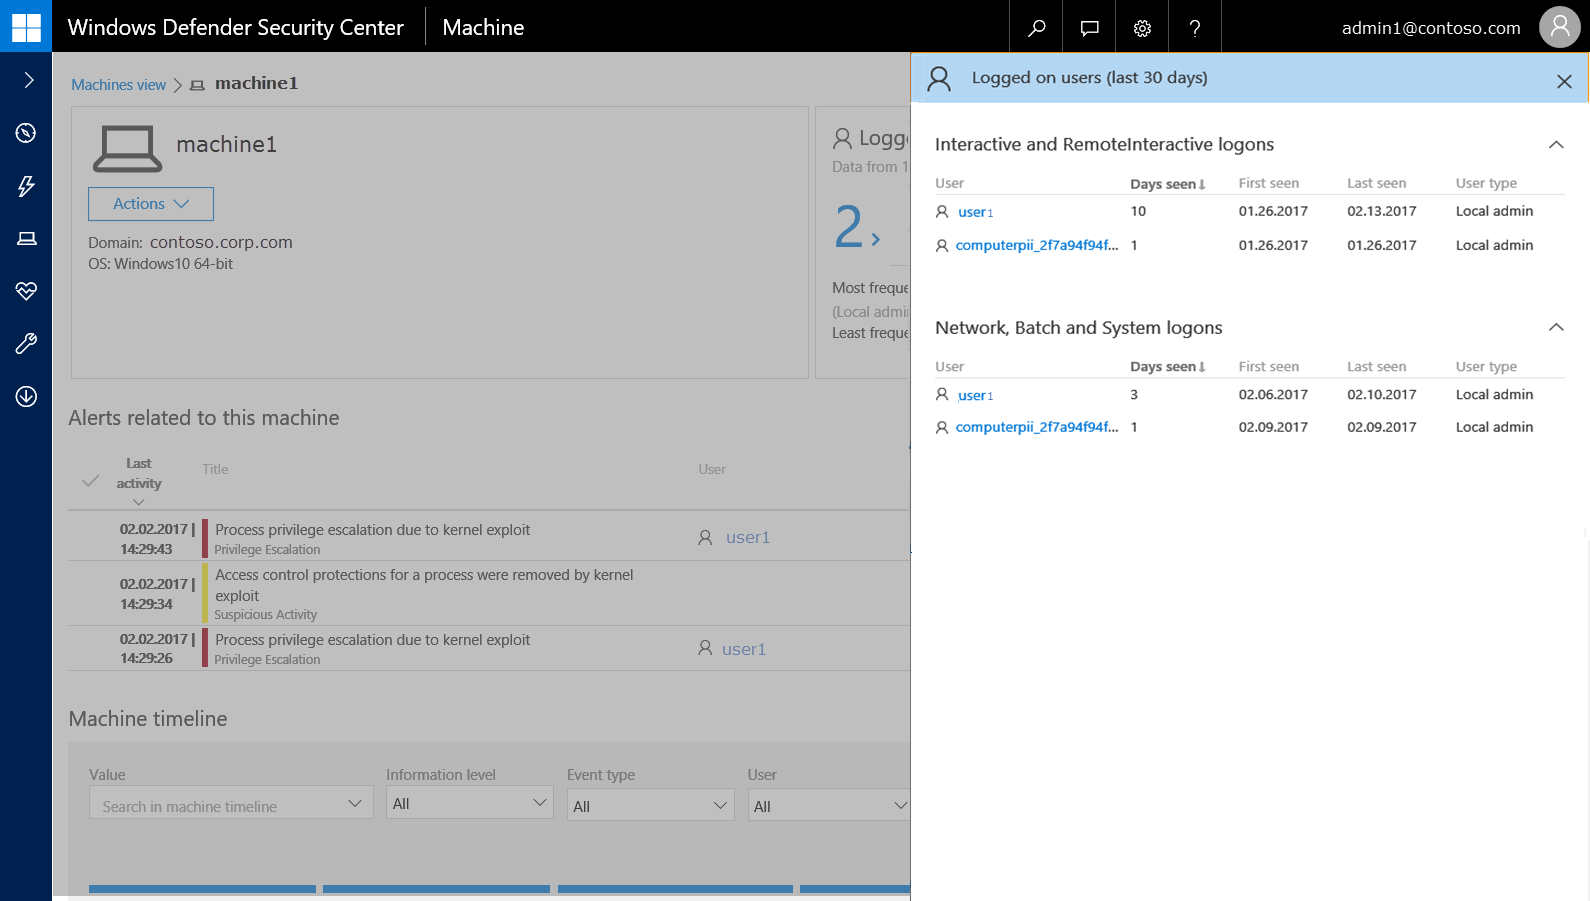 Windows Defender Security Center
Machine
?
admin1@contoso.com
Machines view > machine1
machine1
Actions
Domain: contoso.corp.com
OS: Windows10 64-bit
Data from 1
2
Most freque
(Local admi
Least freque
Alerts related to this machine
Last activity Title User
02.02.2017 | 14:29:43
Process privilege escalation due to kernel exploit
Privilege Escalation
user1
02.02.2017 | 14:29:34
Access control protections for a process were removed by kernel
exploit
Suspicious Activity
02.02.2017 | 14:29:26
Process privilege escalation due to kernel exploit
Privilege Escalation
user1
Machine timeline
Value Information level Event type User
Search in machine timeline All All All
Logged on users (last 30 days)
Interactive and RemoteInteractive logons
User Days seen First seen Last seen User type
user1 10 01.26.2017 02.13.2017 Local admin
computerpii_2f7a94f94f... 1 01.26.2017 01.26.2017 Local admin
Network, Batch and System logons
User Days seen First seen Last seen User type
user1 3 02.06.2017 02.10.2017 Local admin
computerpii_2f7a94f94f... 1 02.09.2017 02.09.2017 Local admin